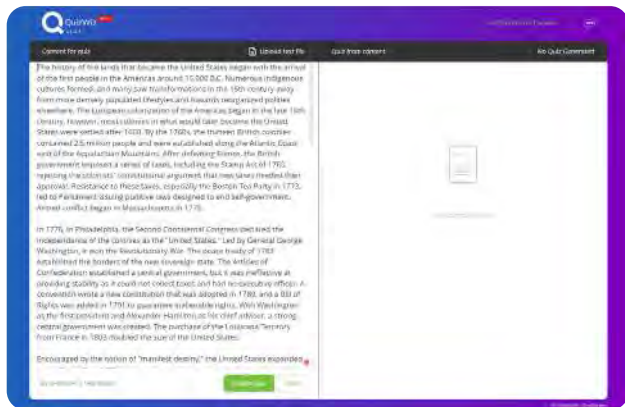 QuizWiz
Content for quiz
Upload text file
Quiz from content
No Quiz Generated
The history of the lands that became the United States began with the arrival
of the first people in the Americas around 15,000 B.C. Numerous indigenous
cultures formed, and many saw transformations in the 16th century away
from more densely populated lifestyles and towards reorganized polities
elsewhere. The European colonization of the Americas began in the late 15th
century, however, most colonies in what would later become the United
States were settled after 1600. By the 1760s, the thirteen British colonies
contained 2.5 million people and were established along the Atlantic Coast
east of the Appalachian Mountains. After defeating France, the British
government imposed a series of taxes, including the Stamp Act of 1765,
rejecting the colonists' constitutional argument that new taxes needed their
approval. Resistance to these taxes, especially the Boston Tea Party in 1773,
led to Parliament issuing punitive laws designed to end self-government.
Armed conflict began in Massachusetts in 1775.
In 1776, in Philadelphia, the Second Continental Congress declared the
independence of the colonies as the "United States." Led by General George
Washington, it won the Revolutionary War. The peace treaty of 1783
established the borders of the new sovereign state. The Articles of
Confederation established a central government, but it was ineffectual at
providing stability as it could not collect taxes and had no executive officer. A
convention wrote a new constitution that was adopted in 1789, and a Bill of
Rights was added in 1791 to guarantee inalienable rights. With Washington
as the first president and Alexander Hamilton as his chief adviser, a strong
central government was created. The purchase of the Louisiana Territory
from France in 1803 doubled the size of the United States.
Encouraged by the notion of "manifest destiny," the United States expanded